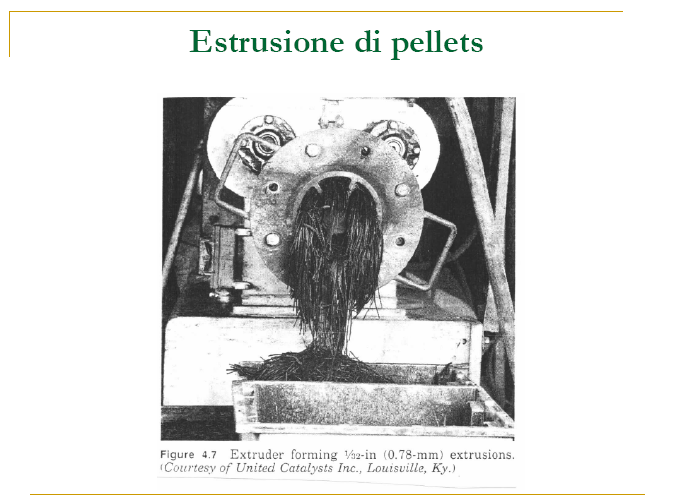 Estrusione di pellets
Figure 4.7 Extruder forming 1/32-in (0.78-mm) extrusions.
(Courtesy of United Catalysts Inc., Louisville, Ky.)